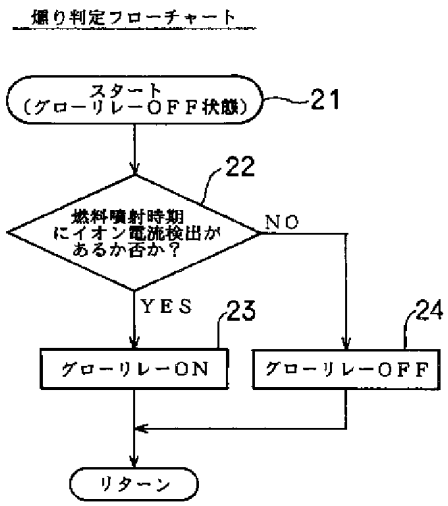 燻り判定フローチャート
スタート
(グローリレーOFF状態)
21
22
燃料噴射時期
にイオン電流検出が
あるか否か?
NO
YES
23
24
グローリレーON
グローリレーOFF
リターン